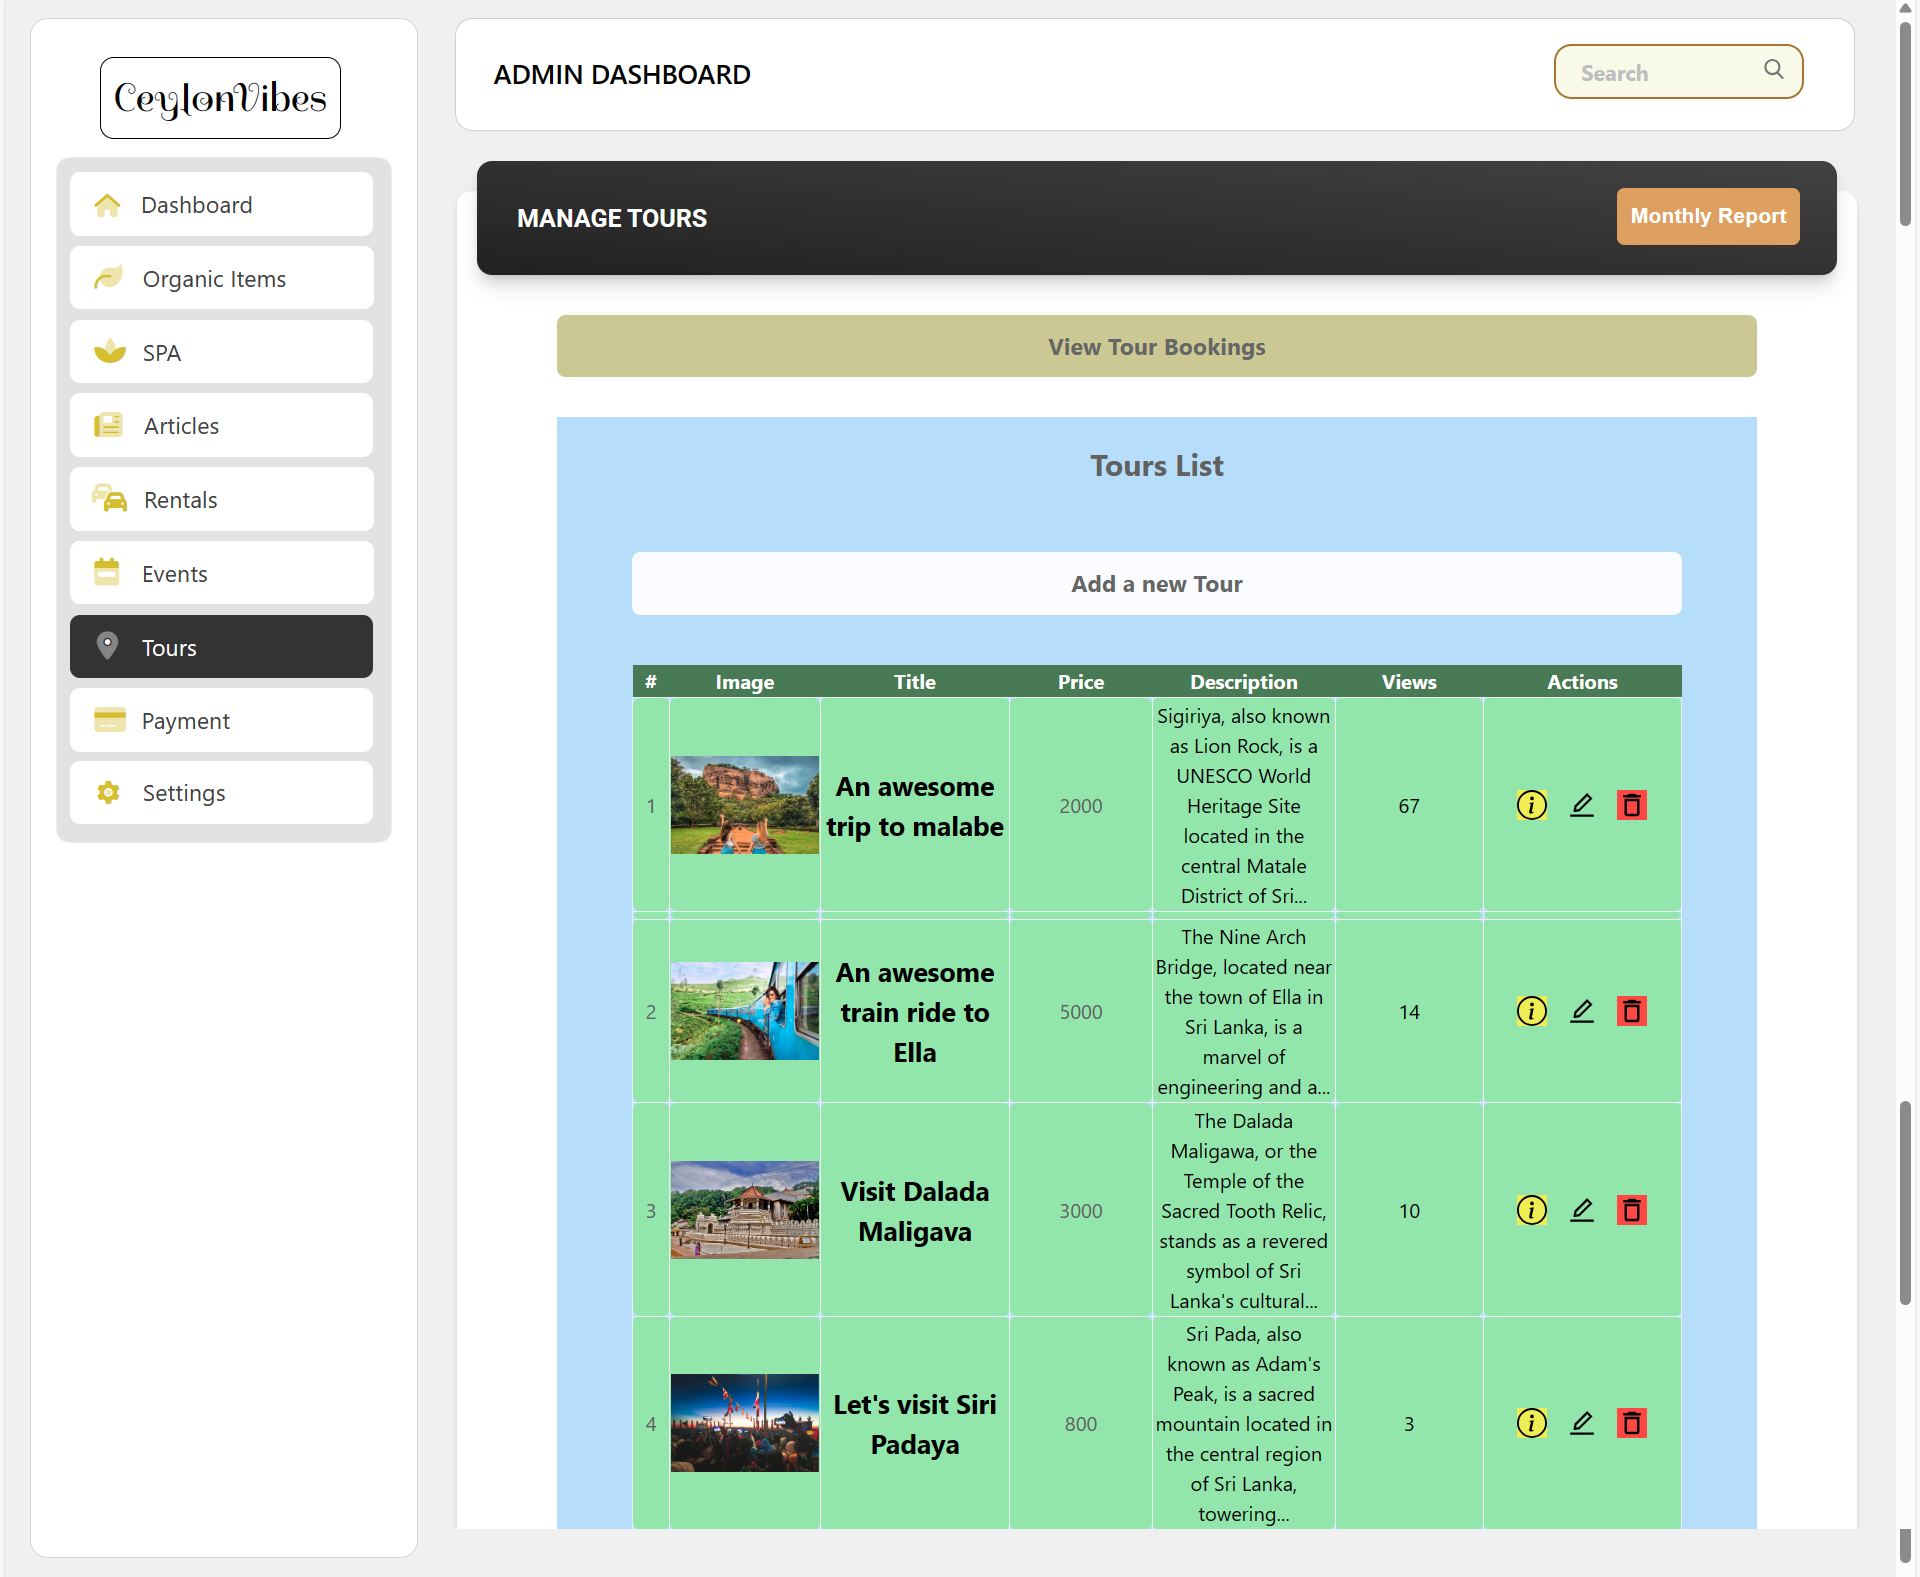 CeylonVibes
Dashboard
Organic Items
SPA
Articles
Rentals
Events
Tours
Payment
Settings
ADMIN DASHBOARD
Search
MANAGE TOURS
Monthly Report
View Tour Bookings
Tours List
Add a new Tour
# Image Title Price Description Views Actions
1
An awesome
trip to malabe
2000
Sigiriya, also known
as Lion Rock, is a
UNESCO World
Heritage Site
located in the
central Matale
District of Sri...
67
2
An awesome
train ride to
Ella
5000
The Nine Arch
Bridge, located near
the town of Ella in
Sri Lanka, is a
marvel of
engineering and a...
14
3
Visit Dalada
Maligava
3000
The Dalada
Maligawa, or the
Temple of the
Sacred Tooth Relic,
stands as a revered
symbol of Sri
Lanka's cultural...
10
4
Let's visit Siri
Padaya
800
Sri Pada, also
known as Adam's
Peak, is a sacred
mountain located in
the central region
of Sri Lanka,
towering...
3